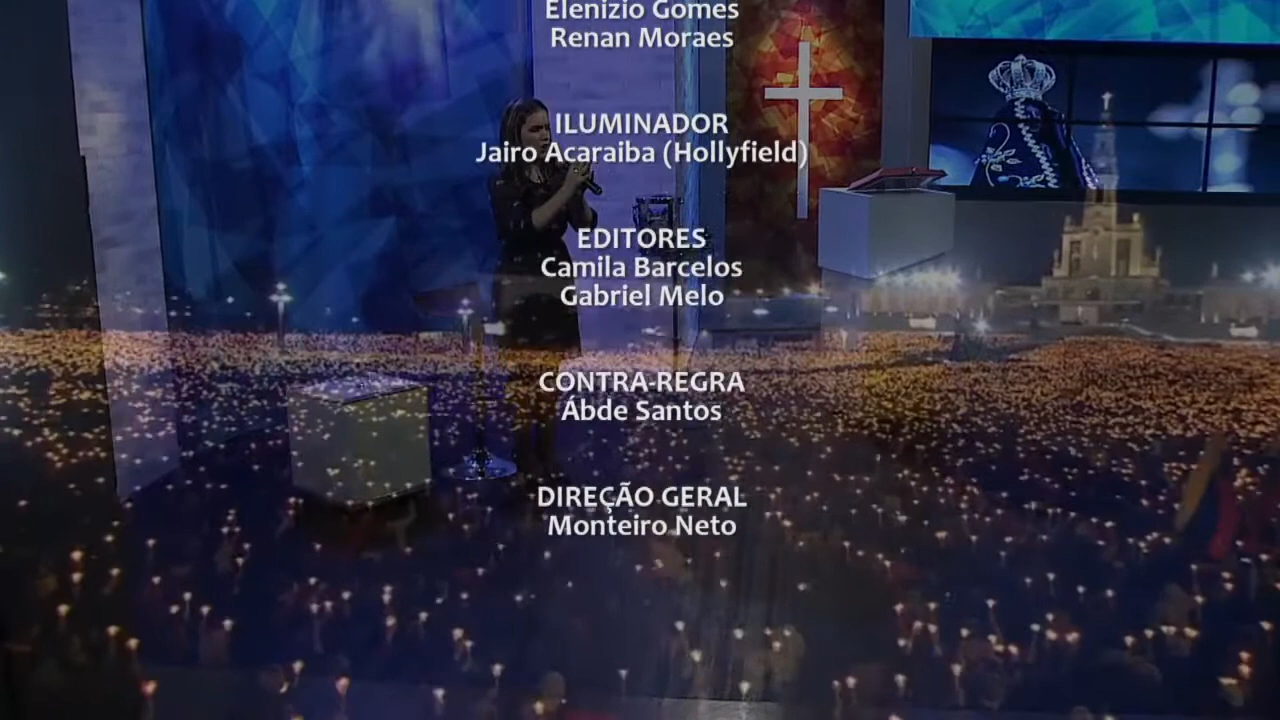 Elenizio Gomes
Renan Moraes
ILUMINADOR
Jairo Acaraiba (Hollyfield)
EDITORES
Camila Barcelos
Gabriel Melo
CONTRA-REGRA
Ábde Santos
DIREÇÃO GERAL
Monteiro Neto